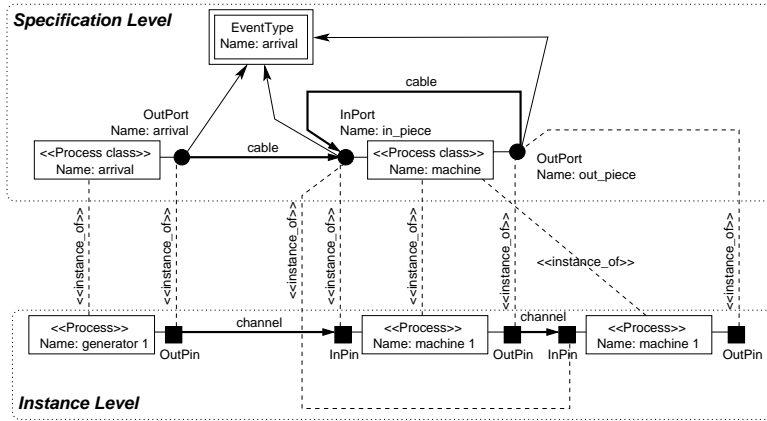 Specification Level
EventType
Name: arrival
cable
OutPort
Name: arrival
InPort
Name: in_piece
cable
<<Process class>>
Name: arrival
<<Process class>>
Name: machine
OutPort
Name: out_piece
<<instance_of>>
<<instance_of>>
<<instance_of>>
<<instance_of>>
<<instance_of>>
<<instance_of>>
<<instance_of>>
<<instance_of>>
channel
channel
<<Process>>
Name: generator 1
OutPin
InPin
<<Process>>
Name: machine 1
OutPin
InPin
<<Process>>
Name: machine 1
OutPin
Instance Level